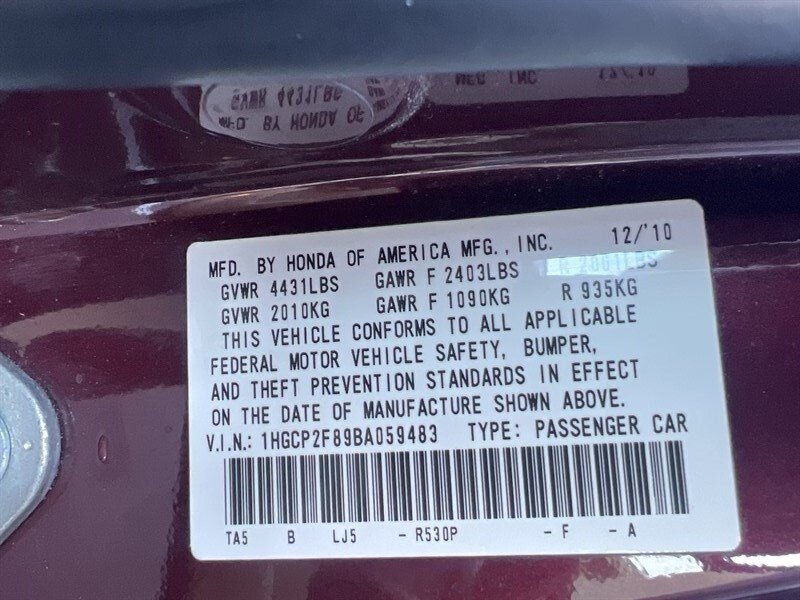 MFD. BY HONDA OF AMERICA MFG., INC. 12/'10
GVWR 4431LBS GAWR F 2403LBS R 2061LBS
GVWR 2010KG GAWR F 1090KG R 935KG
THIS VEHICLE CONFORMS TO ALL APPLICABLE
FEDERAL MOTOR VEHICLE SAFETY, BUMPER,
AND THEFT PREVENTION STANDARDS IN EFFECT
ON THE DATE OF MANUFACTURE SHOWN ABOVE.
V.I.N.: 1HGCP2F89BA059483 TYPE: PASSENGER CAR
TA5 B LJ5 - R530P - F - A